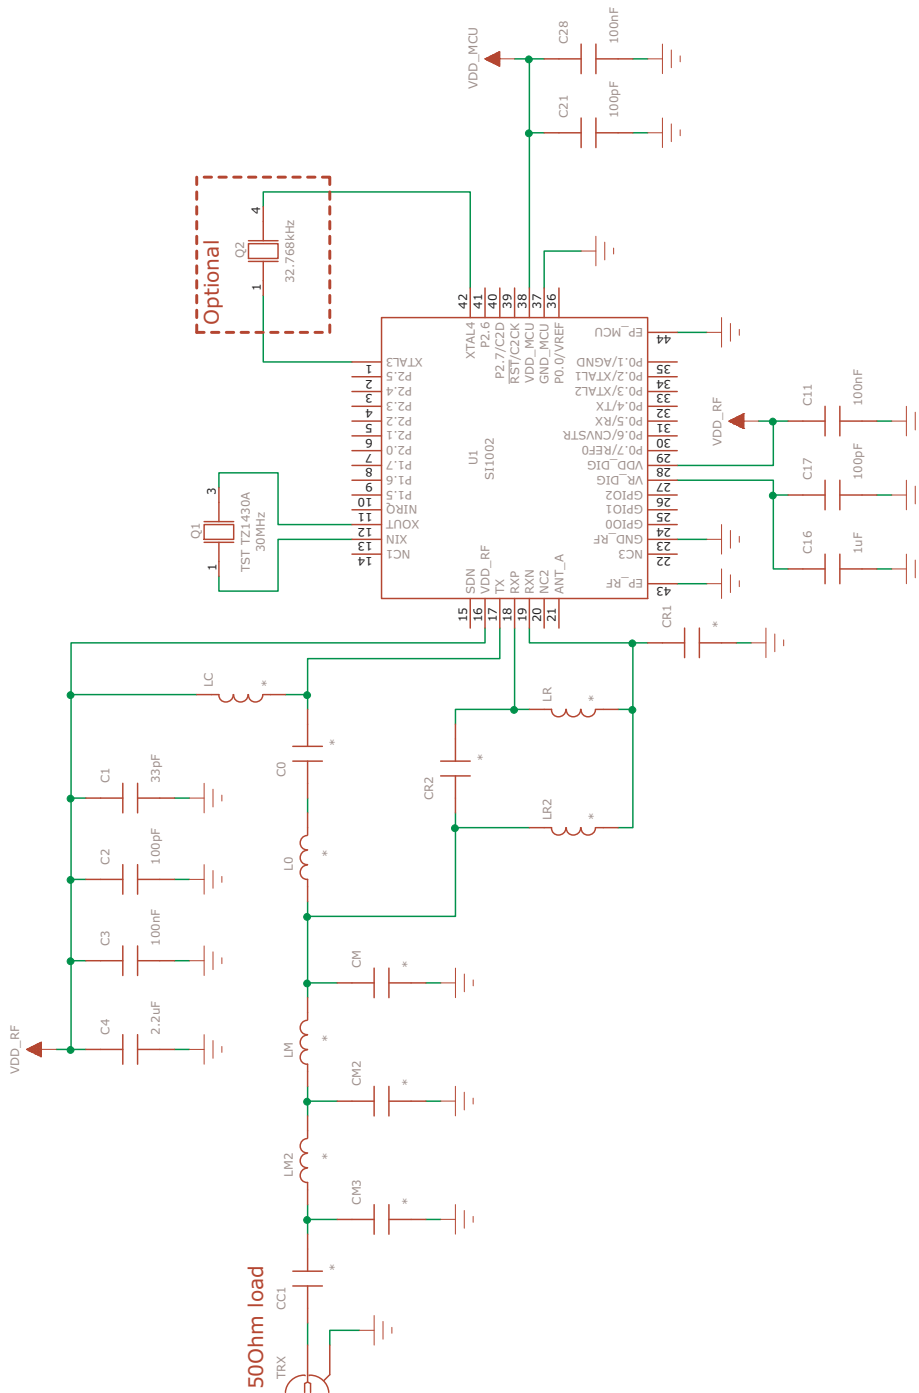 VDD_MCU
C28
100nF
C21
100pF
Optional
Q2
32.768kHz
4
1
42
41
40
39
38
37
36
XTAL4
P2.6
P2.7/C2D
RST/C2CK
VDD_MCU
GND_MCU
P0.0/VREF
U1
SI1002
XTAL3
1
P2.5
2
P2.4
3
P2.3
4
P2.2
5
P2.1
6
P2.0
7
P1.7
8
P1.6
9
P1.5
10
NIRQ
11
XOUT
12
XIN
13
NC1
14
EP_MCU
44
P0.1/AGND
35
P0.2/XTAL1
34
P0.3/XTAL2
33
P0.4/TX
32
P0.5/RX
31
P0.6/CNVSTR
30
P0.7/REF0
29
VDD_DIG
28
VR_DIG
27
GPIO2
26
GPIO1
25
GPIO0
24
GND_RF
23
NC3
22
EP_RF
43
SDN
VDD_RF
TX
RXP
RXN
NC2
ANT_A
15
16
17
18
19
20
21
Q1
TST TZ1430A
30MHz
3
1
VDD_RF
C11
100nF
C17
100pF
C16
1uF
CR1
*
LC
*
C0
*
L0
*
CR2
*
LR
*
LR2
*
C1
33pF
C2
100pF
C3
100nF
C4
2.2uF
VDD_RF
CM
*
LM
*
CM2
*
LM2
*
CM3
*
CC1
*
50Ohm load
TRX